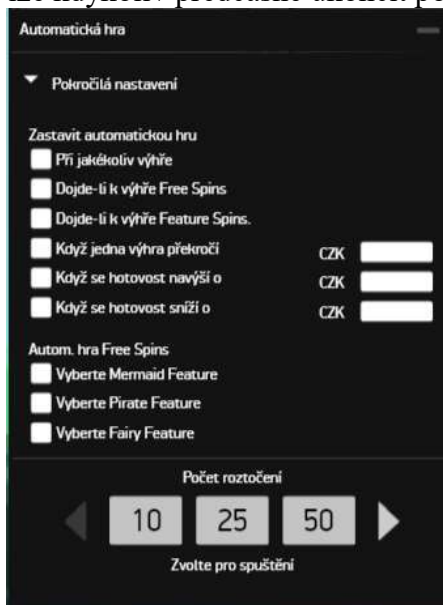 Automatická hra
Pokročilá nastavení
Zastavit automatickou hru
Při jakékoliv výhře
Dojde-li k výhře Free Spins
Dojde-li k výhře Feature Spins.
Když jedna výhra překročí CZK
Když se hotovost navýší o CZK
Když se hotovost sníží o CZK
Autom. hra Free Spins
Vyberte Mermaid Feature
Vyberte Pirate Feature
Vyberte Fairy Feature
Počet roztočení
10 25 50
Zvolte pro spuštění